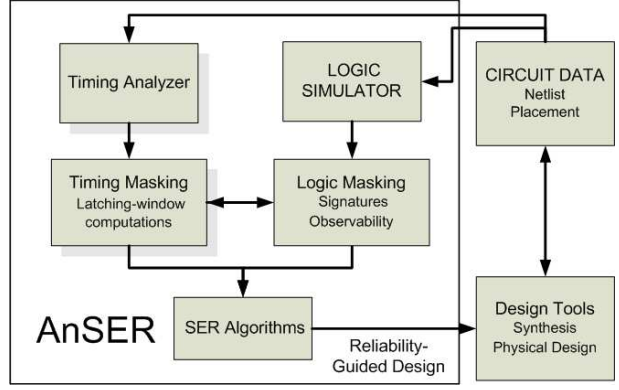 Timing Analyzer
LOGIC
SIMULATOR
CIRCUIT DATA
Netlist
Placement
Timing Masking
Latching-window
computations
Logic Masking
Signatures
Observability
AnSER
SER Algorithms
Reliability-
Guided Design
Design Tools
Synthesis
Physical Design